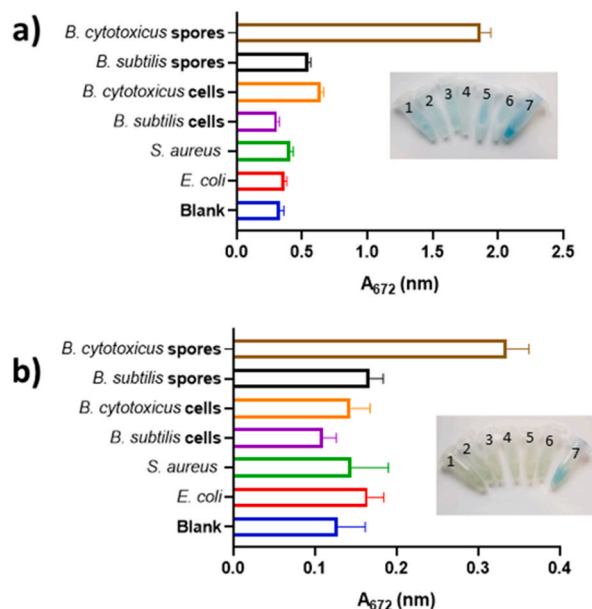 a)
B. cytotoxicus spores
B. subtilis spores
B. cytotoxicus cells
B. subtilis cells
S. aureus
E. coli
Blank
1 2 3 4 5 6 7
0.0 0.5 1.0 1.5 2.0 2.5
A672 (nm)
b)
B. cytotoxicus spores
B. subtilis spores
B. cytotoxicus cells
B. subtilis cells
S. aureus
E. coli
Blank
1 2 3 4 5 6 7
0.0 0.1 0.2 0.3 0.4
A672 (nm)